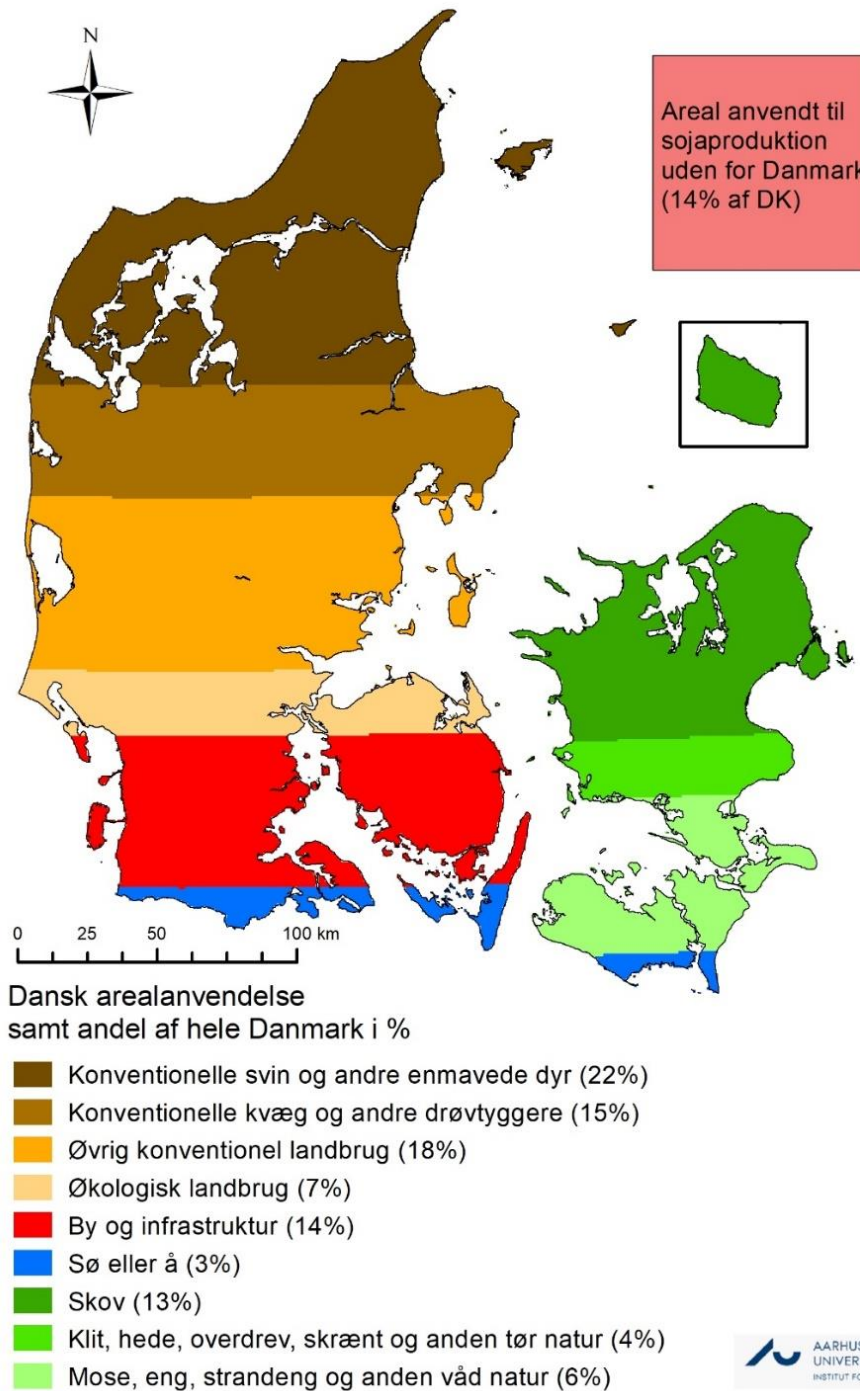 N
Areal anvendt til
sojaproduktion
uden for Danmark
(14% af DK)
0 25 50 100 km
Dansk arealanvendelse
samt andel af hele Danmark i %
Konventionelle svin og andre enmavede dyr (22%)
Konventionelle kvæg og andre drøvtyggere (15%)
Øvrig konventionel landbrug (18%)
Økologisk landbrug (7%)
By og infrastruktur (14%)
Sø eller å (3%)
Skov (13%)
Klit, hede, overdrev, skrænt og anden tør natur (4%)
Mose, eng, strandeng og anden våd natur (6%)
AARHUS
UNIVER
INSTITUT FO